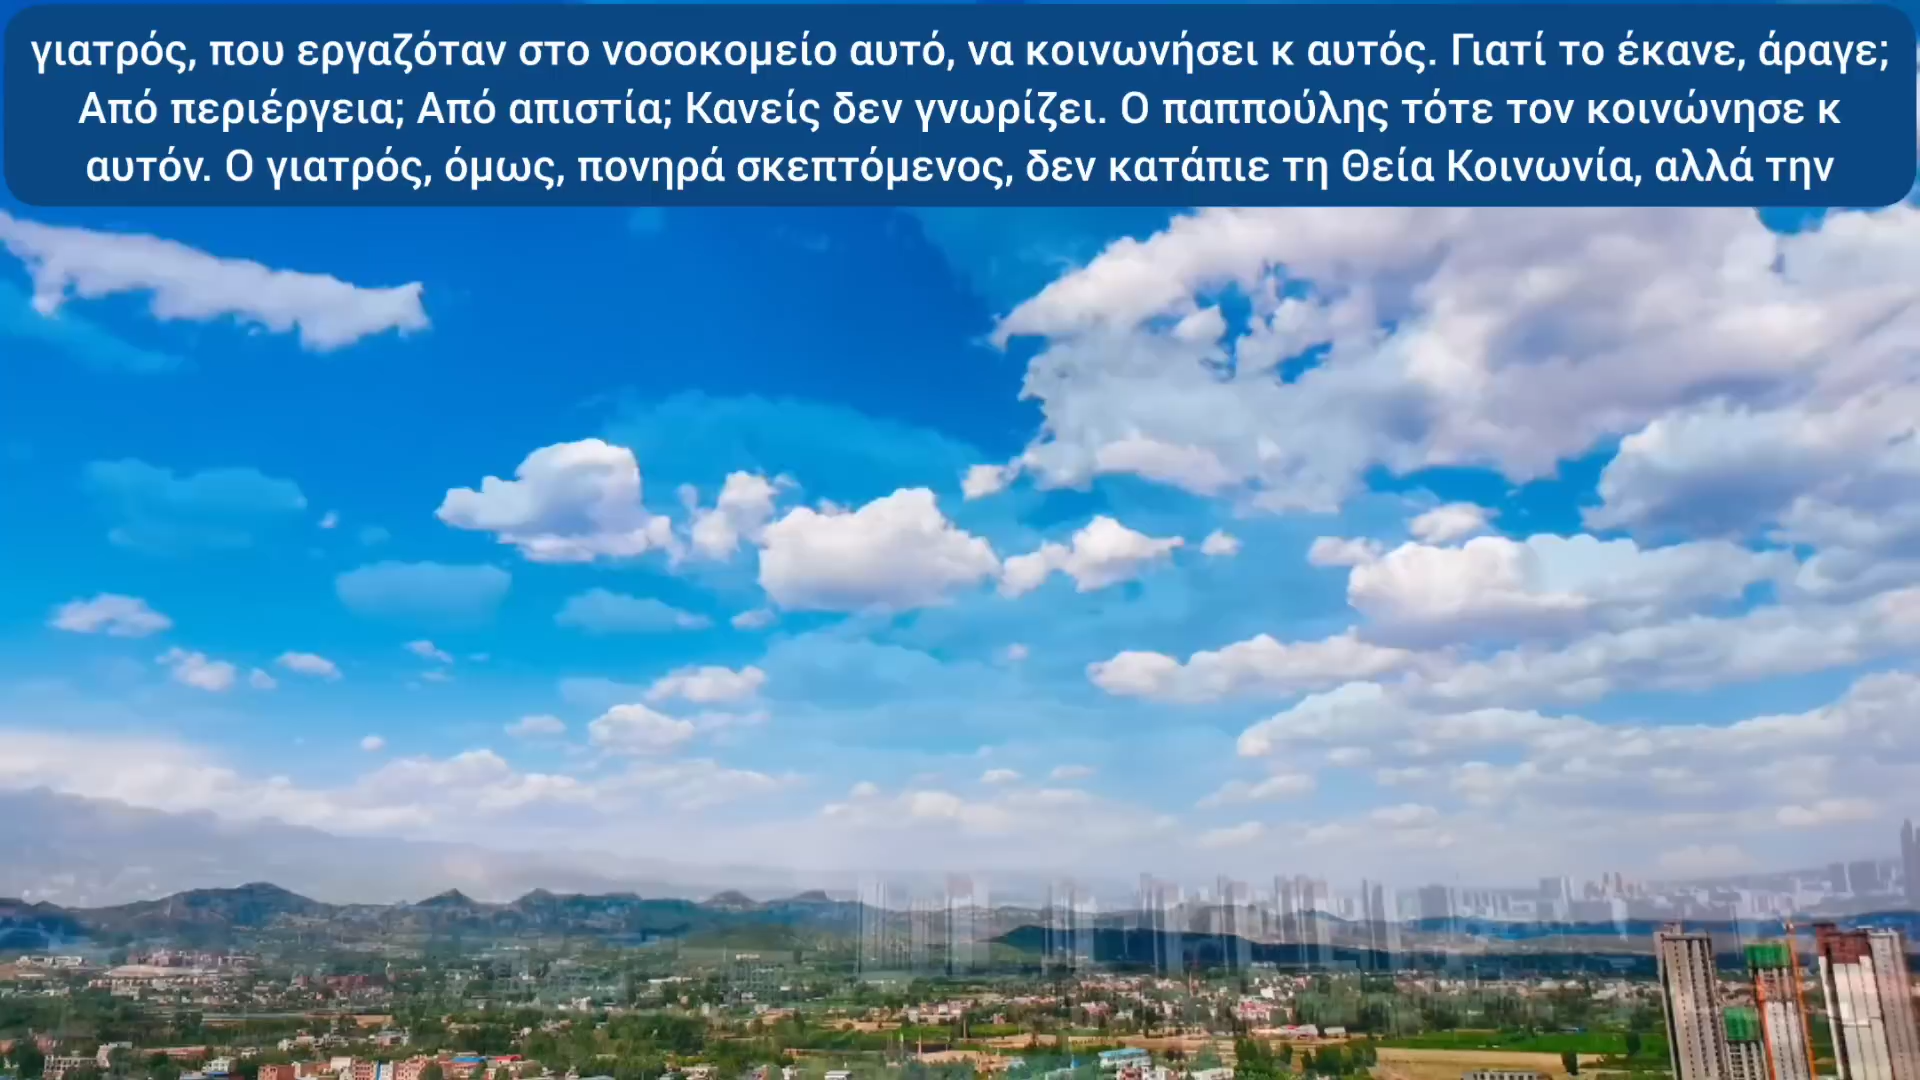 γιατρός, που εργαζόταν στο νοσοκομείο αυτό, να κοινωνήσει κ αυτός. Γιατί το έκανε, άραγε;
Από περιέργεια; Από απιστία; Κανείς δεν γνωρίζει. Ο παππούλης τότε τον κοινώνησε κ
αυτόν. Ο γιατρός, όμως, πονηρά σκεπτόμενος, δεν κατάπιε τη Θεία Κοινωνία, αλλά την